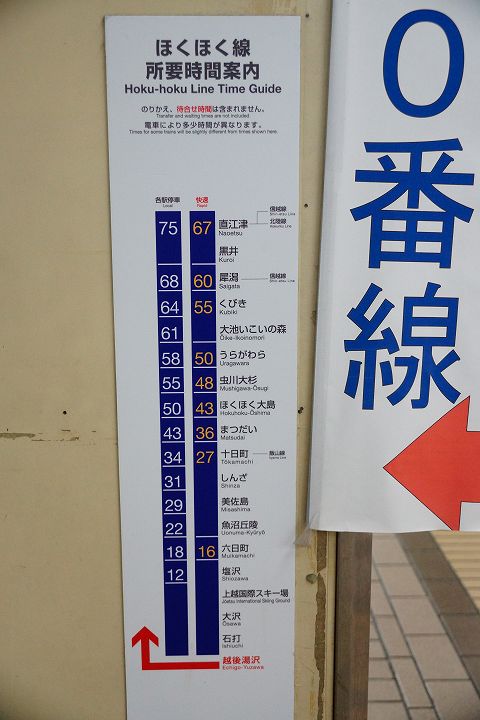 ほくほく線
所要時間案内
Hoku-hoku Line Time Guide
のりかえ、待合せ時間は含まれません。
Transfer and waiting times are not included.
電車により多少時間が異なります。
Times for some trains will be slightly different from times shown here.
各駅停車 快速
Local Rapid
75 67 直江津 信越線
Naoetsu Shin-etsu Line
北陸線
Hokuriku Line
黒井
Kuroi
68 60 犀潟 信越線
Saigata Shin-etsu Line
64 55 くびき
Kubiki
61 大池いこいの森
Ōike-Ikoinomori
58 50 うらがわら
Uragawara
55 48 虫川大杉
Mushigawa-Ōsugi
50 43 ほくほく大島
Hokuhoku-Ōshima
43 36 まつだい
Matsudai
34 27 十日町 飯山線
Tōkamachi Iiyama Line
31 しんざ
Shinza
29 美佐島
Misashima
22 魚沼丘陵
Uonuma-Kyūryō
18 16 六日町
Muikamachi
12 塩沢
Shiozawa
上越国際スキー場
Jōetsu International Skiing Ground
大沢
Ōsawa
石打
Ishiuchi
越後湯沢
Echigo-Yuzawa
0番線